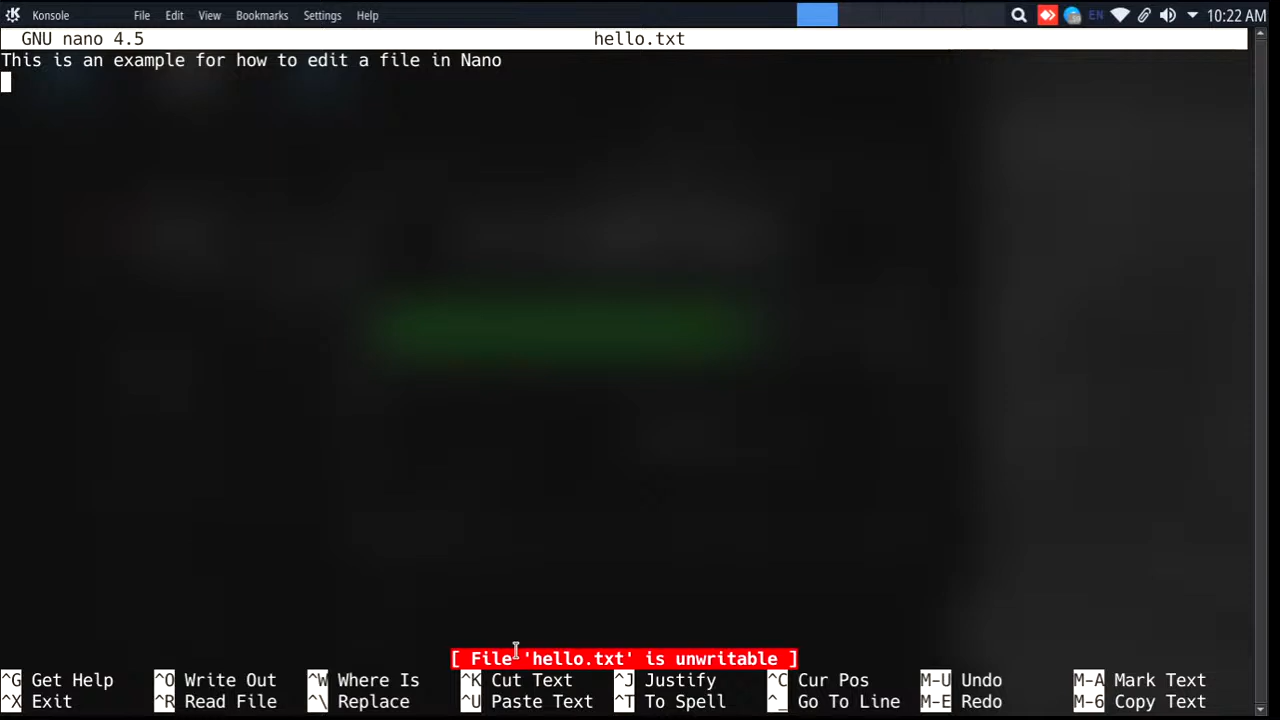 Konsole File Edit View Bookmarks Settings Help EN 10:22 AM
GNU nano 4.5 hello.txt
This is an example for how to edit a file in Nano
[ File 'hello.txt' is unwritable ]
^G Get Help ^O Write Out ^W Where Is ^K Cut Text ^J Justify ^C Cur Pos M-U Undo M-A Mark Text
^X Exit ^R Read File ^\ Replace ^U Paste Text ^T To Spell ^_ Go To Line M-E Redo M-6 Copy Text